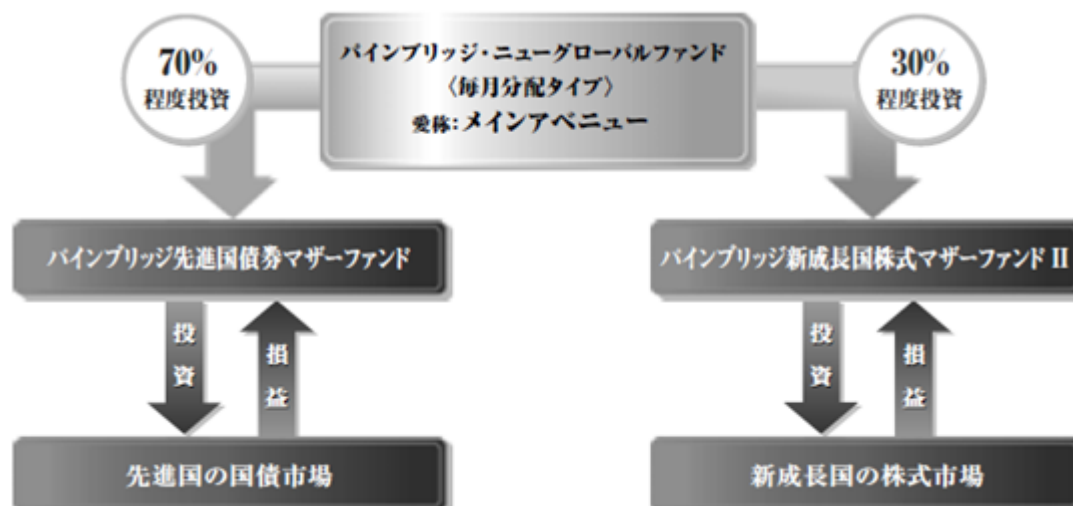 70%
程度投資
パインブリッジ・ニューグローバルファンド
〈毎月分配タイプ〉
愛称:メインアベニュー
30%
程度投資
パインブリッジ先進国債券マザーファンド
パインブリッジ新成長国株式マザーファンド II
投資
損益
投資
損益
先進国の国債市場
新成長国の株式市場